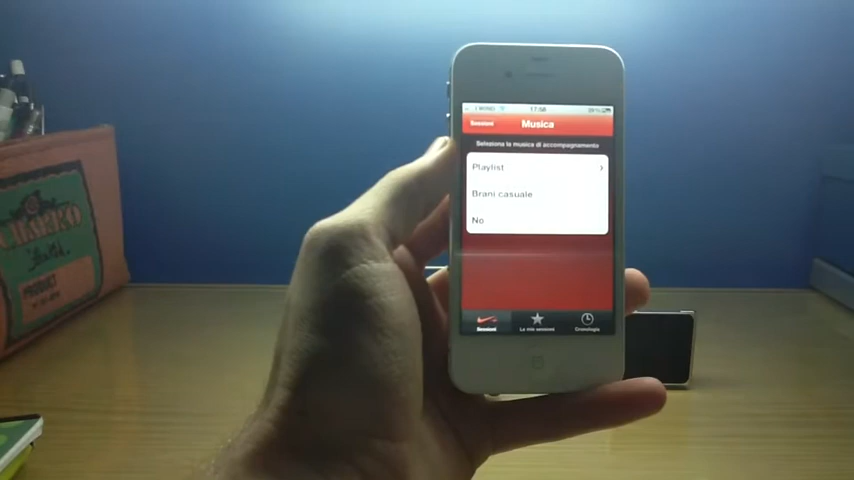 WIND
17:58
Sessioni
Musica
Seleziona la musica di accompagnamento
Playlist
Brani casuale
No
Sessioni
Le mie sessioni
Cronologia
PRODUCT